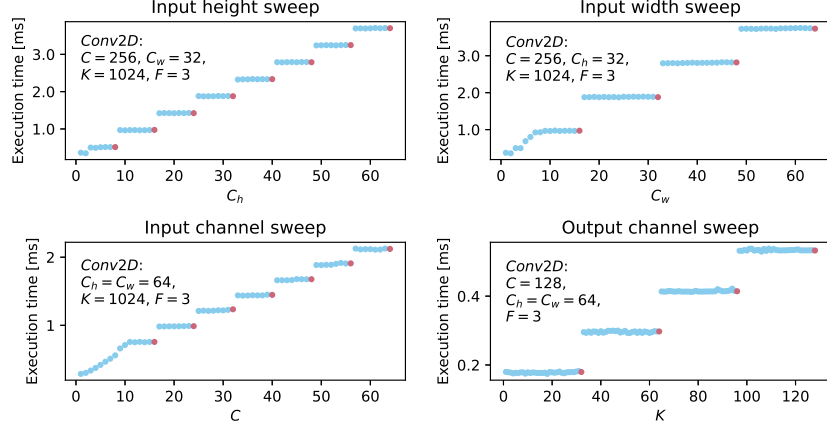 Input height sweep
Execution time [ms]
3.0
2.0
1.0
Conv2D:
C = 256, C_w = 32,
K = 1024, F = 3
0 10 20 30 40 50 60
C_h
Input width sweep
Execution time [ms]
3.0
2.0
1.0
Conv2D:
C = 256, C_h = 32,
K = 1024, F = 3
0 10 20 30 40 50 60
C_w
Input channel sweep
Execution time [ms]
2
1
Conv2D:
C_h = C_w = 64,
K = 1024, F = 3
0 10 20 30 40 50 60
C
Output channel sweep
Execution time [ms]
0.4
0.2
Conv2D:
C = 128,
C_h = C_w = 64,
F = 3
0 20 40 60 80 100 120
K